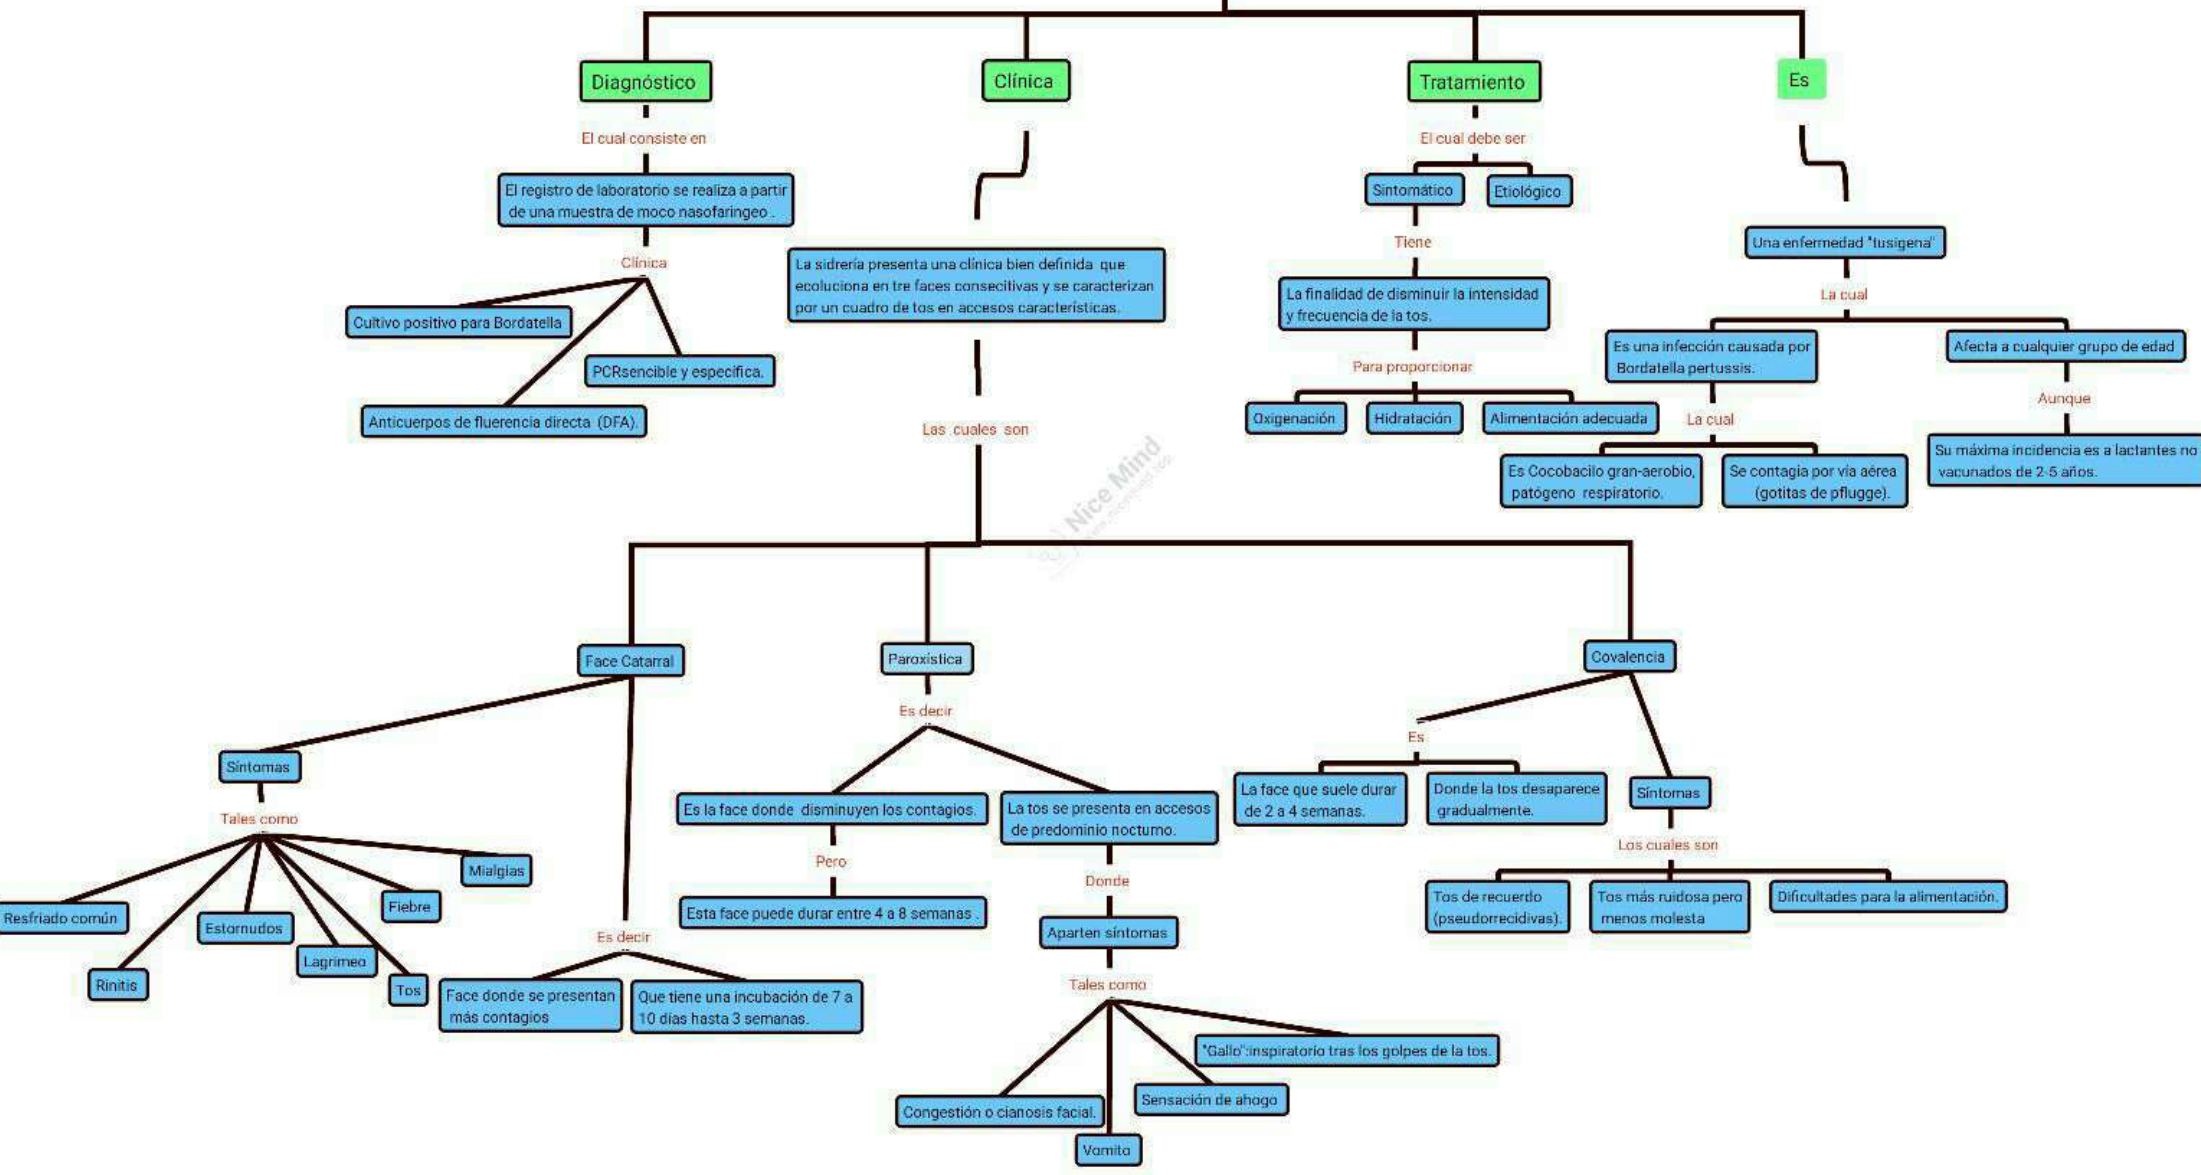 Diagnóstico
El cual consiste en
El registro de laboratorio se realiza a partir
de una muestra de moco nasofaringeo .
Clínica
Cultivo positivo para Bordatella
PCRsencible y específica.
Anticuerpos de fluerencia directa (DFA).
Clínica
La sidrería presenta una clínica bien definida que
ecoluciona en tre faces consecitivas y se caracterizan
por un cuadro de tos en accesos características.
Las cuales son
Tratamiento
El cual debe ser
Sintomático
Etiológico
Tiene
La finalidad de disminuir la intensidad
y frecuencia de la tos.
Para proporcionar
Oxigenación
Hidratación
Alimentación adecuada
Es
Una enfermedad "tusigena"
La cual
Es una infección causada por
Bordatella pertussis.
La cual
Es Cocobacilo gran-aerobio,
patógeno respiratorio.
Se contagia por vía aérea
(gotitas de pflugge).
Afecta a cualquier grupo de edad
Aunque
Su máxima incidencia es a lactantes no
vacunados de 2-5 años.
Nice Mind
Face Catarral
Síntomas
Tales como
Resfriado común
Rinitis
Estornudos
Lagrimeo
Tos
Fiebre
Mialgias
Es decir
Face donde se presentan
más contagios
Que tiene una incubación de 7 a
10 días hasta 3 semanas.
Paroxística
Es decir
Es la face donde disminuyen los contagios.
Pero
Esta face puede durar entre 4 a 8 semanas .
La tos se presenta en accesos
de predominio nocturno.
Donde
Aparten síntomas
Tales como
Congestión o cianosis facial.
Vomito
Sensación de ahogo
"Gallo":inspiratorio tras los golpes de la tos.
Covalencia
Es
La face que suele durar
de 2 a 4 semanas.
Donde la tos desaparece
gradualmente.
Síntomas
Los cuales son
Tos de recuerdo
(pseudorrecidivas).
Tos más ruidosa pero
menos molesta
Dificultades para la alimentación.